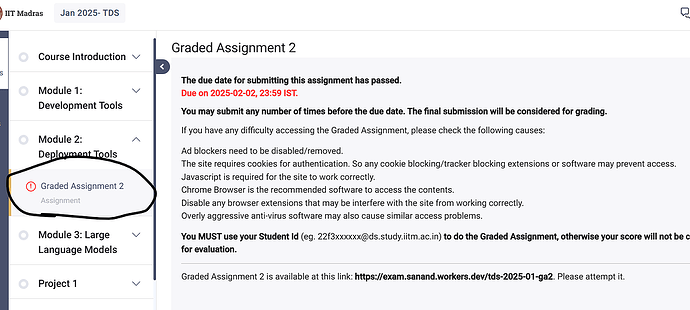 IIT Madras
Jan 2025- TDS
Course Introduction
Module 1:
Development Tools
Module 2:
Deployment Tools
Graded Assignment 2
Assignment
Module 3: Large
Language Models
Project 1
Graded Assignment 2
The due date for submitting this assignment has passed.
Due on 2025-02-02, 23:59 IST.
You may submit any number of times before the due date. The final submission will be considered for grading.
If you have any difficulty accessing the Graded Assignment, please check the following causes:
Ad blockers need to be disabled/removed.
The site requires cookies for authentication. So any cookie blocking/tracker blocking extensions or software may prevent access.
Javascript is required for the site to work correctly.
Chrome Browser is the recommended software to access the contents.
Disable any browser extensions that may be interfere with the site from working correctly.
Overly aggressive anti-virus software may also cause similar access problems.
You MUST use your Student Id (eg. 22f3xxxxxx@ds.study.iitm.ac.in) to do the Graded Assignment, otherwise your score will not be c
for evaluation.
Graded Assignment 2 is available at this link: https://exam.sanand.workers.dev/tds-2025-01-ga2. Please attempt it.